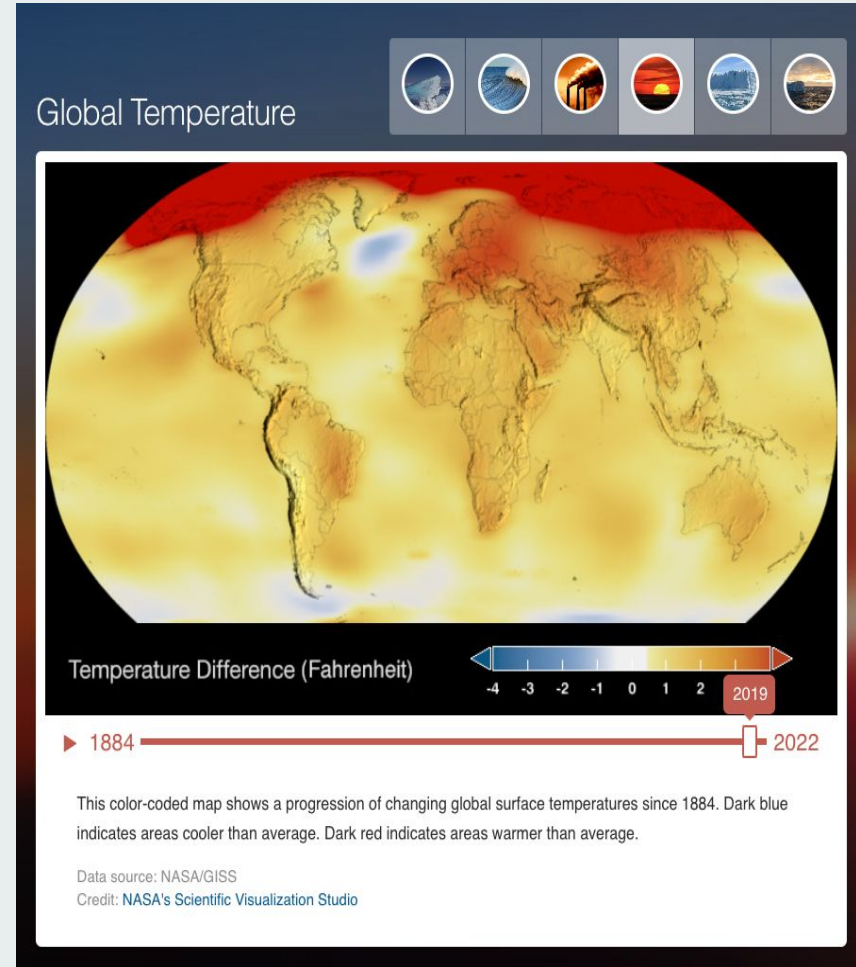 Global Temperature
Temperature Difference (Fahrenheit)
-4 -3 -2 -1 0 1 2
2019
1884
2022
This color-coded map shows a progression of changing global surface temperatures since 1884. Dark blue
indicates areas cooler than average. Dark red indicates areas warmer than average.
Data source: NASA/GISS
Credit: NASA's Scientific Visualization Studio